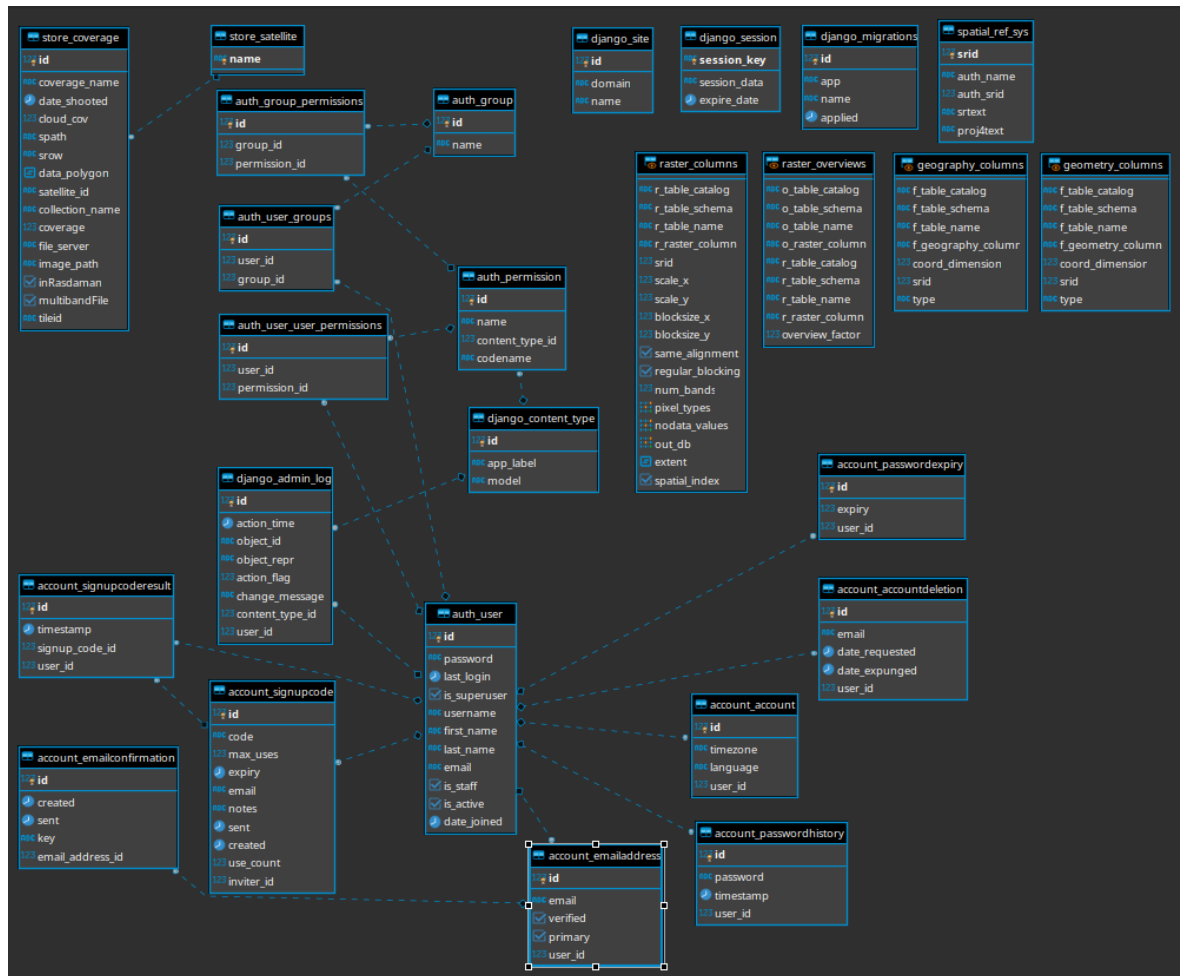 store_coverage
id
coverage_name
date_shooted
cloud_cov
spath
srow
data_polygon
satellite_id
collection_name
coverage
file_server
image_path
inRasdaman
multibandFile
tileid
store_satellite
name
auth_group_permissions
id
group_id
permission_id
auth_group
id
name
auth_user_groups
id
user_id
group_id
auth_user_user_permissions
id
user_id
permission_id
auth_permission
id
name
content_type_id
codename
django_content_type
id
app_label
model
django_site
id
domain
name
django_session
session_key
session_data
expire_date
django_migrations
id
app
name
applied
spatial_ref_sys
srid
auth_name
auth_srid
srtext
proj4text
raster_columns
r_table_catalog
r_table_schema
r_table_name
r_raster_column
srid
scale_x
scale_y
blocksize_x
blocksize_y
same_alignment
regular_blocking
num_bands
pixel_types
nodata_values
out_db
extent
spatial_index
raster_overviews
o_table_catalog
o_table_schema
o_table_name
o_raster_column
r_table_catalog
r_table_schema
r_table_name
r_raster_column
overview_factor
geography_columns
f_table_catalog
f_table_schema
f_table_name
f_geography_columr
coord_dimension
srid
type
geometry_columns
f_table_catalog
f_table_schema
f_table_name
f_geometry_column
coord_dimensior
srid
type
django_admin_log
id
action_time
object_id
object_repr
action_flag
change_message
content_type_id
user_id
account_signupcoderesult
id
timestamp
signup_code_id
user_id
account_signupcode
id
code
max_uses
expiry
email
notes
sent
created
use_count
inviter_id
account_emailconfirmation
id
created
sent
key
email_address_id
auth_user
id
password
last_login
is_superuser
username
first_name
last_name
email
is_staff
is_active
date_joined
account_emailaddress
id
email
verified
primary
user_id
account_passwordexpiry
id
expiry
user_id
account_accountdeletion
id
email
date_requested
date_expunged
user_id
account_account
id
timezone
language
user_id
account_passwordhistory
id
password
timestamp
user_id